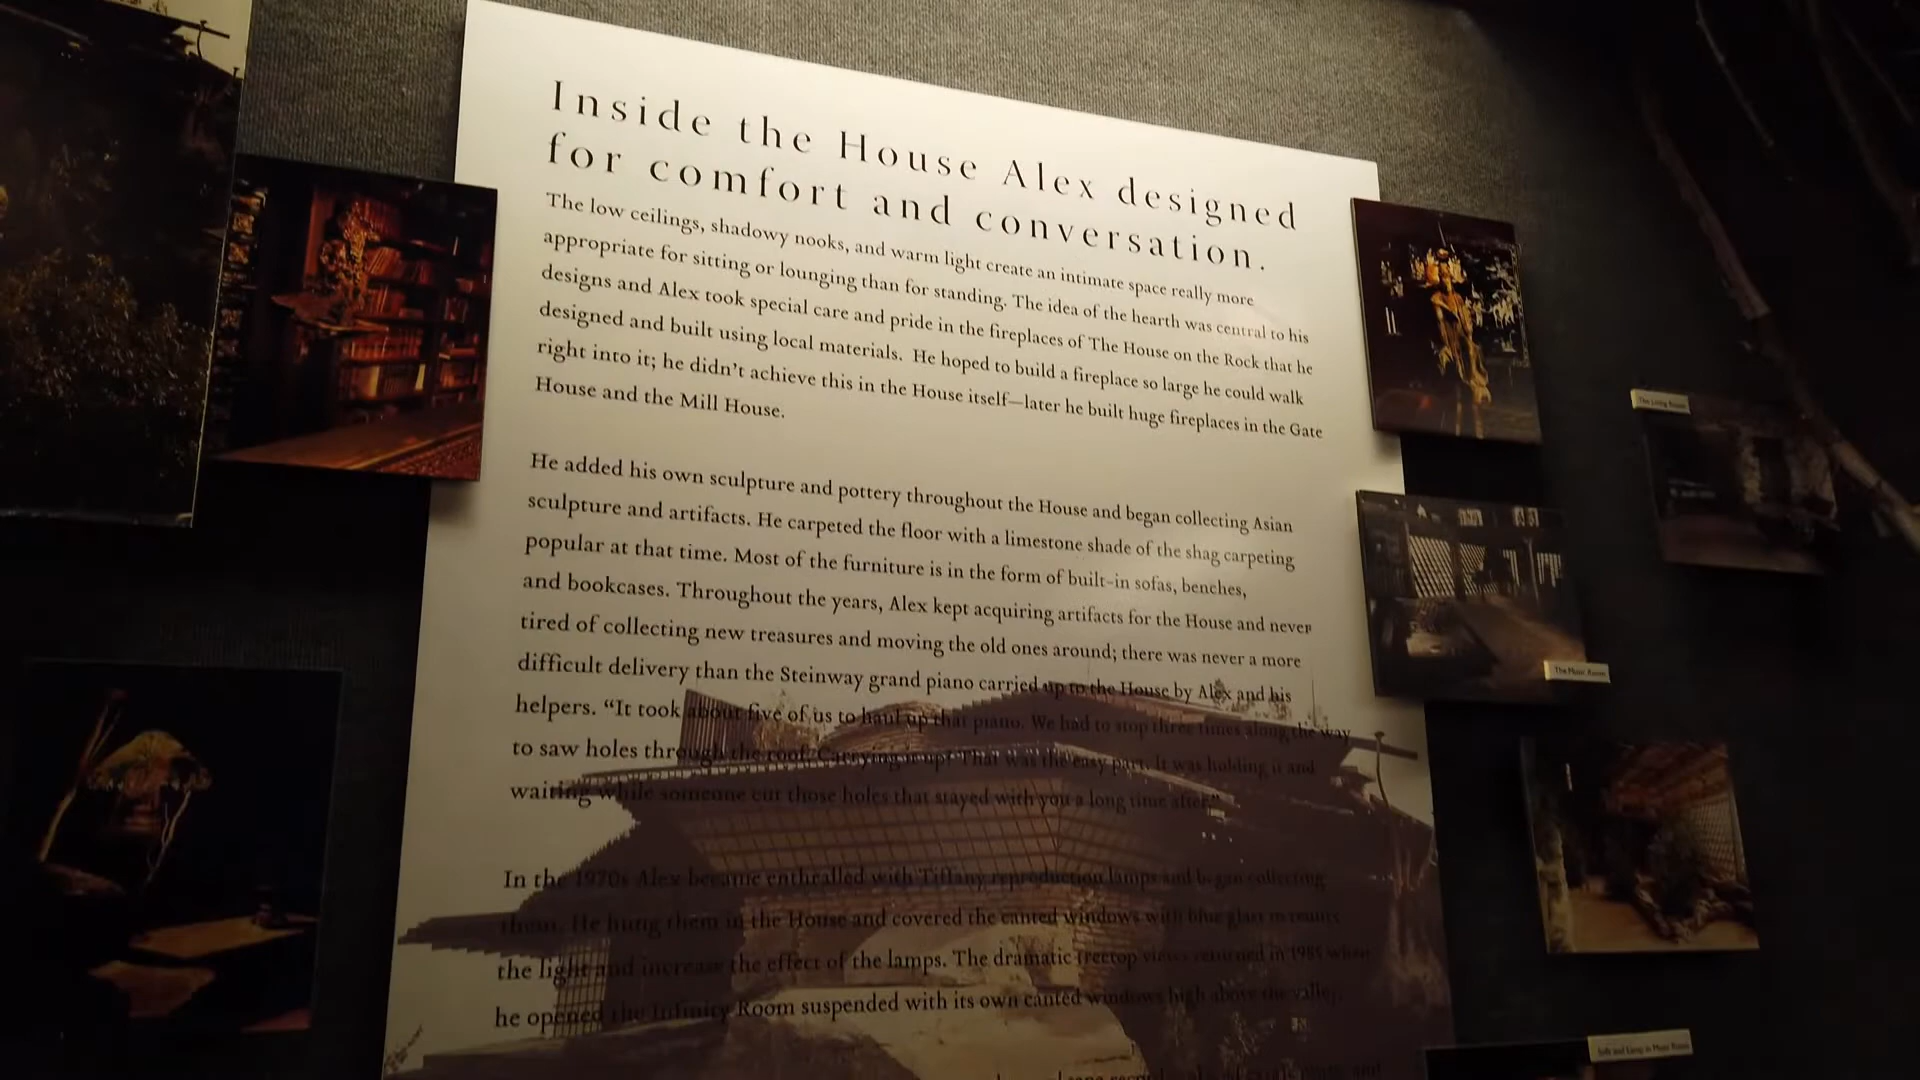 Inside the House Alex designed
for comfort and conversation.
The low ceilings, shadowy nooks, and warm light create an intimate space really more
appropriate for sitting or lounging than for standing. The idea of the hearth was central to his
designs and Alex took special care and pride in the fireplaces of The House on the Rock that he
designed and built using local materials. He hoped to build a fireplace so large he could walk
right into it; he didn't achieve this in the House itself—later he built huge fireplaces in the Gate
House and the Mill House.
He added his own sculpture and pottery throughout the House and began collecting Asian
sculpture and artifacts. He carpeted the floor with a limestone shade of the shag carpeting
popular at that time. Most of the furniture is in the form of built-in sofas, benches,
and bookcases. Throughout the years, Alex kept acquiring artifacts for the House and never
tired of collecting new treasures and moving the old ones around; there was never a more
difficult delivery than the Steinway grand piano carried up to the House by Alex and his
helpers. “It took about five of us to haul up that piano. We had to stop three times along the way
to saw holes through the roof. Carrying it up? That was the easy part. It was holding it and
waiting while someone cut those holes that stayed with you a long time after.”
In the 1970s Alex became enthralled with Tiffany reproduction lamps and began collecting
them. He hung them in the House and covered the canted windows with blue glass to
the light and increase the effect of the lamps. The dramatic treetop views returned in 1985 when
he opened the Infinity Room suspended with its own canted windows high above the valley.
The Living Room
The Music Room
Sofa and Lamp in Music Room